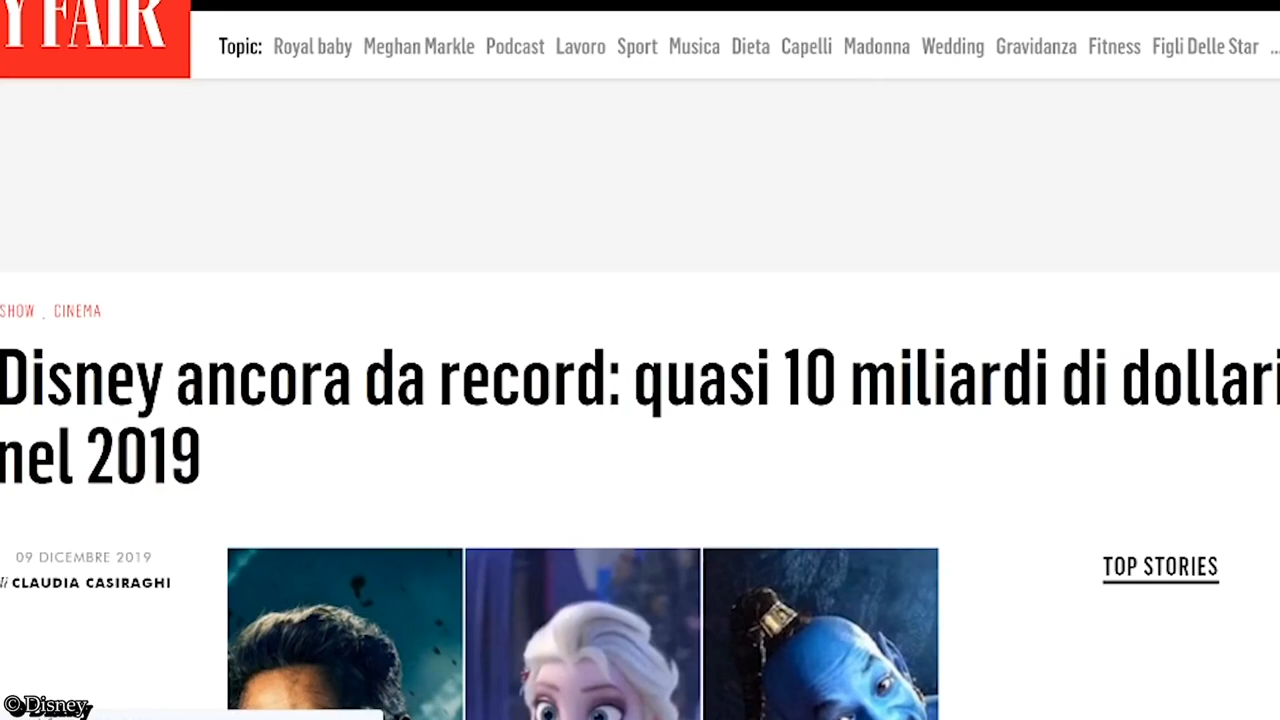 Y FAIR
Topic: Royal baby Meghan Markle Podcast Lavoro Sport Musica Dieta Capelli Madonna Wedding Gravidanza Fitness Figli Delle Star ...
SHOW . CINEMA
Disney ancora da record: quasi 10 miliardi di dollari
nel 2019
09 DICEMBRE 2019
di CLAUDIA CASIRAGHI
TOP STORIES
©Disney